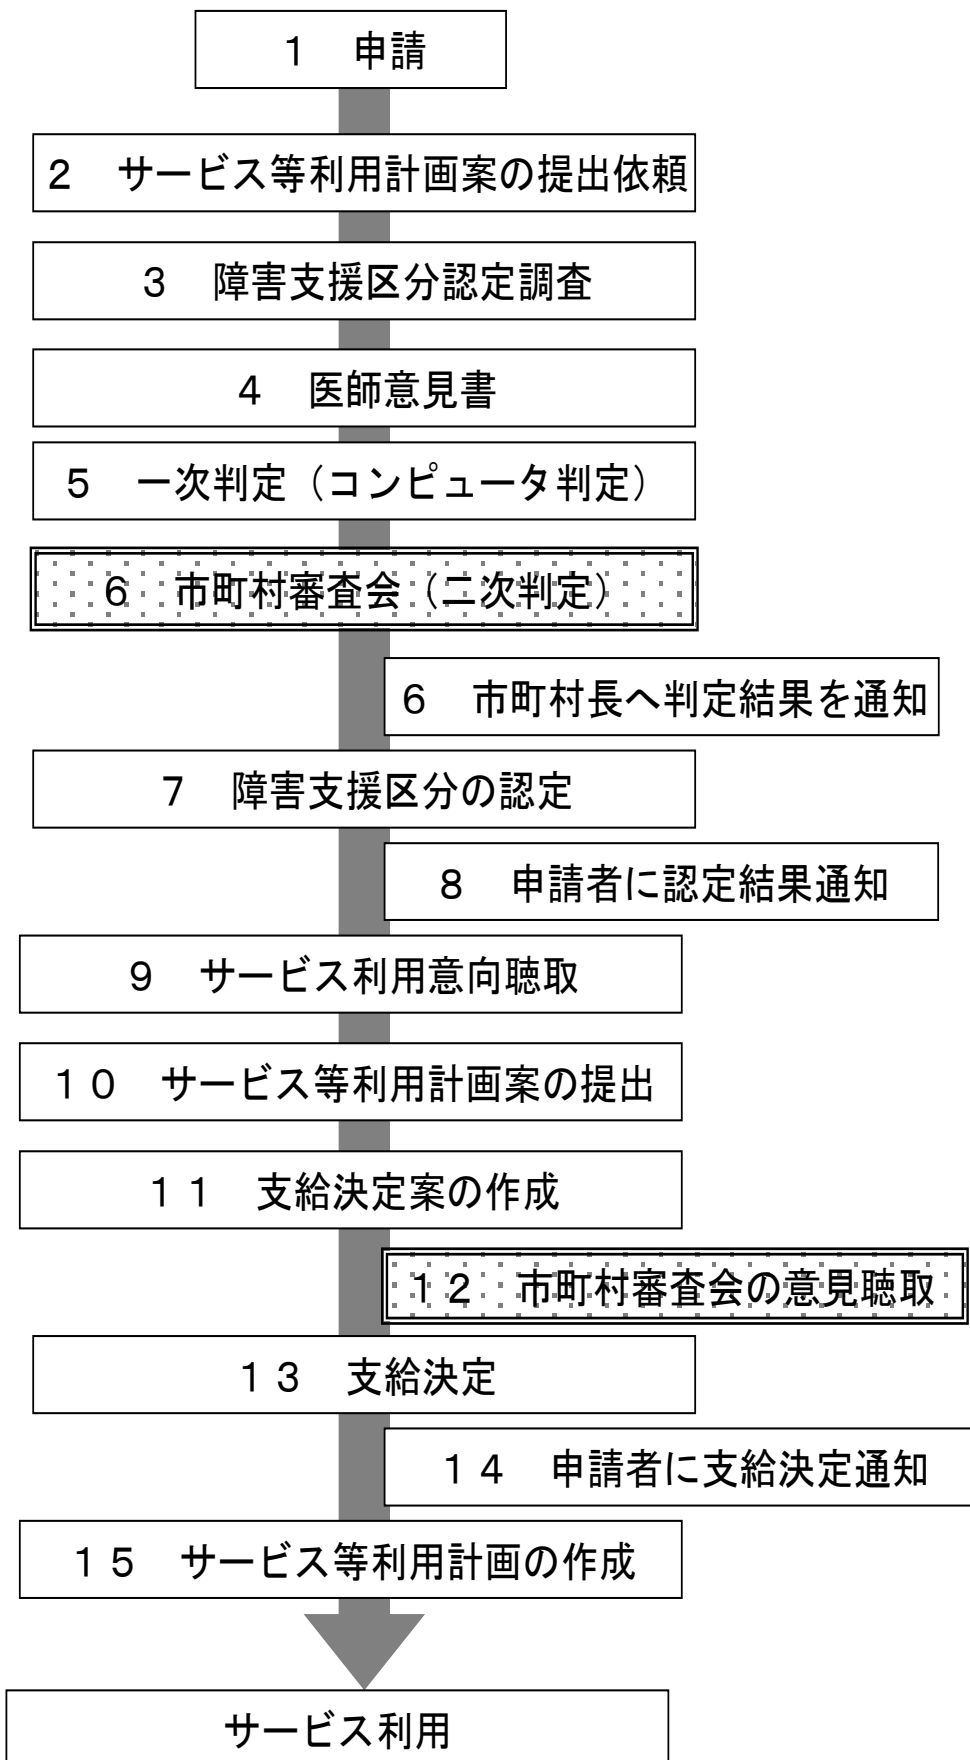 １　申請
２　サービス等利用計画案の提出依頼
３　障害支援区分認定調査
４　医師意見書
５　一次判定（コンピュータ判定）
６　市町村審査会（二次判定）
６　市町村長へ判定結果を通知
７　障害支援区分の認定
８　申請者に認定結果通知
９　サービス利用意向聴取
１０　サービス等利用計画案の提出
１１　支給決定案の作成
１２　市町村審査会の意見聴取
１３　支給決定
１４　申請者に支給決定通知
１５　サービス等利用計画の作成
サービス利用